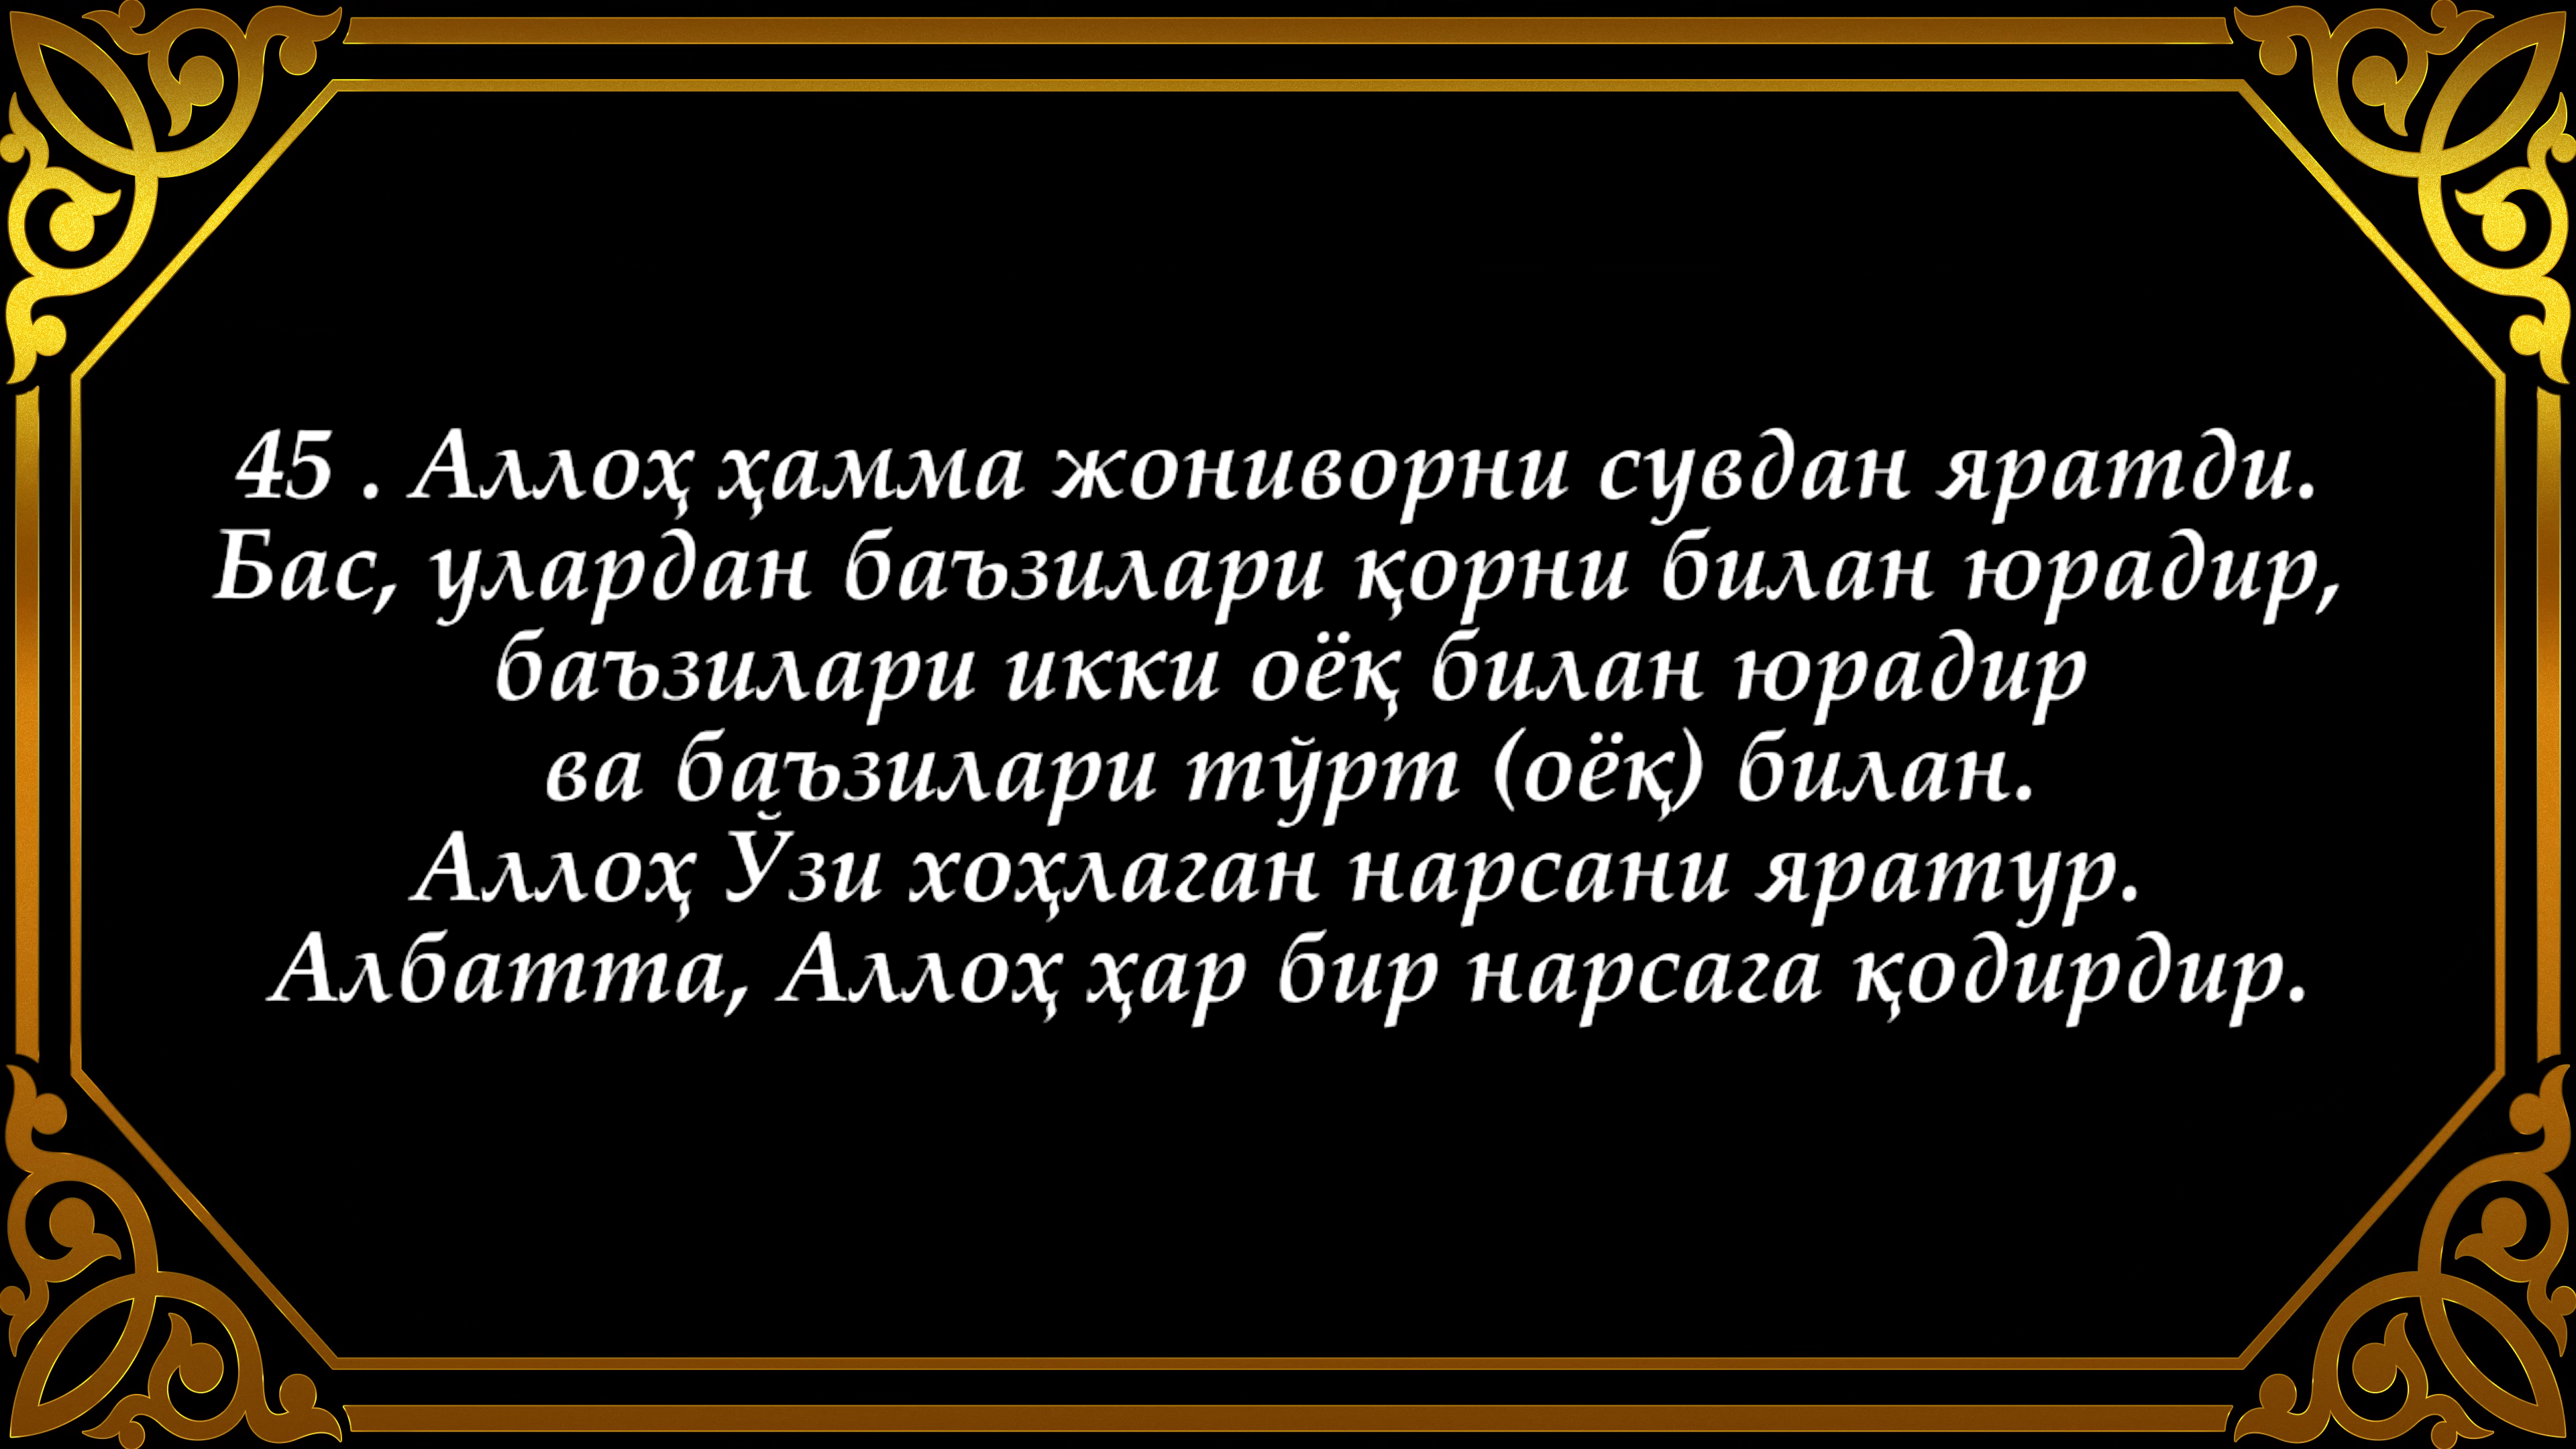 45 . Аллоҳ ҳамма жониворни сувдан яратди.
Бас, улардан баъзилари қорни билан юрадир,
баъзилари икки оёқ билан юрадир
ва баъзилари тўрт (оёқ) билан.
Аллоҳ Ўзи хоҳлаган нарсани яратур.
Албатта, Аллоҳ ҳар бир нарсага қодирдир.